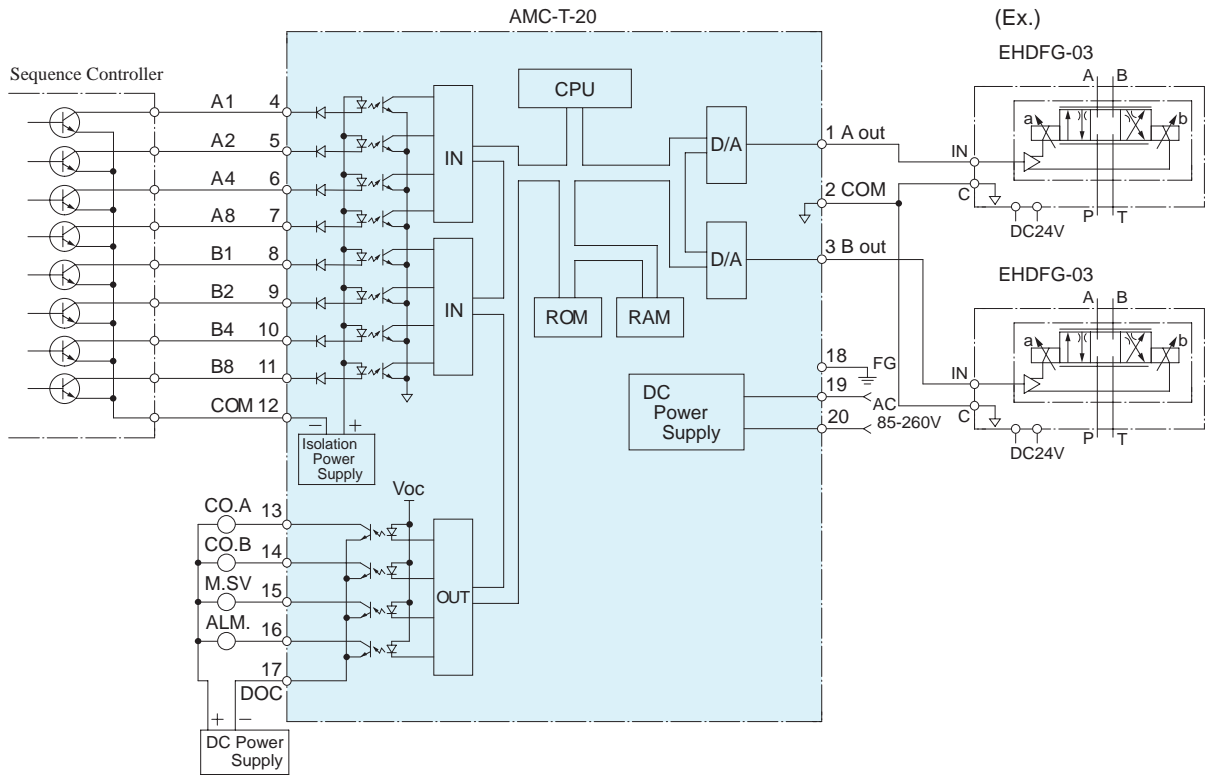 AMC-T-20
(Ex.)
EHDFG-03
A B
a b
IN
C
P T
DC24V
EHDFG-03
A B
a b
IN
C
P T
DC24V
Sequence Controller
A1 4
A2 5
A4 6
A8 7
B1 8
B2 9
B4 10
B8 11
COM 12
IN
IN
CPU
D/A
D/A
ROM
RAM
1 A out
2 COM
3 B out
18 FG
19
AC
85-260V
20
DC
Power
Supply
− +
Isolation
Power
Supply
Voc
CO.A 13
CO.B 14
M.SV 15
ALM. 16
17
DOC
OUT
+ −
DC Power
Supply